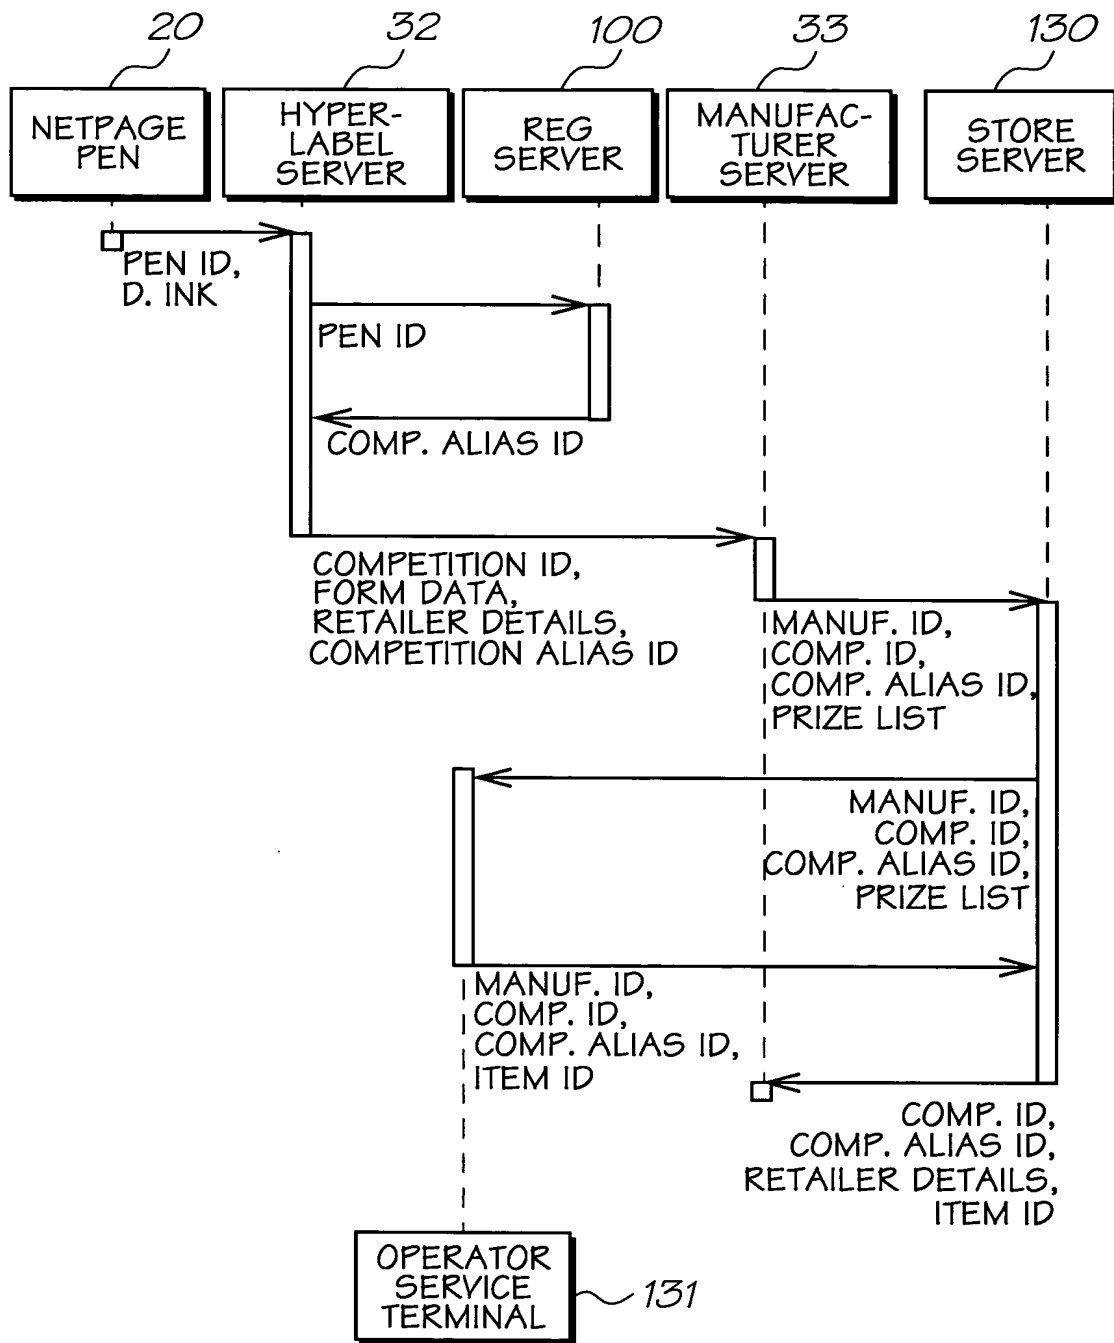 20
32
100
33
130
NETPAGE
PEN
HYPER-
LABEL
SERVER
REG
SERVER
MANUFAC-
TURER
SERVER
STORE
SERVER
PEN ID,
D. INK
PEN ID
COMP. ALIAS ID
COMPETITION ID,
FORM DATA,
RETAILER DETAILS,
COMPETITION ALIAS ID
MANUF. ID,
COMP. ID,
COMP. ALIAS ID,
PRIZE LIST
MANUF. ID,
COMP. ID,
COMP. ALIAS ID,
PRIZE LIST
MANUF. ID,
COMP. ID,
COMP. ALIAS ID,
ITEM ID
COMP. ID,
COMP. ALIAS ID,
RETAILER DETAILS,
ITEM ID
OPERATOR
SERVICE
TERMINAL
131